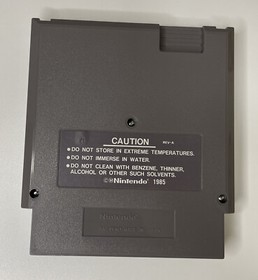 CAUTION REV-A
•DO NOT STORE IN EXTREME TEMPERATURES.
•DO NOT IMMERSE IN WATER.
•DO NOT CLEAN WITH BENZENE, THINNER,
ALCOHOL OR OTHER SUCH SOLVENTS.
©®Nintendo 1985
Nintendo